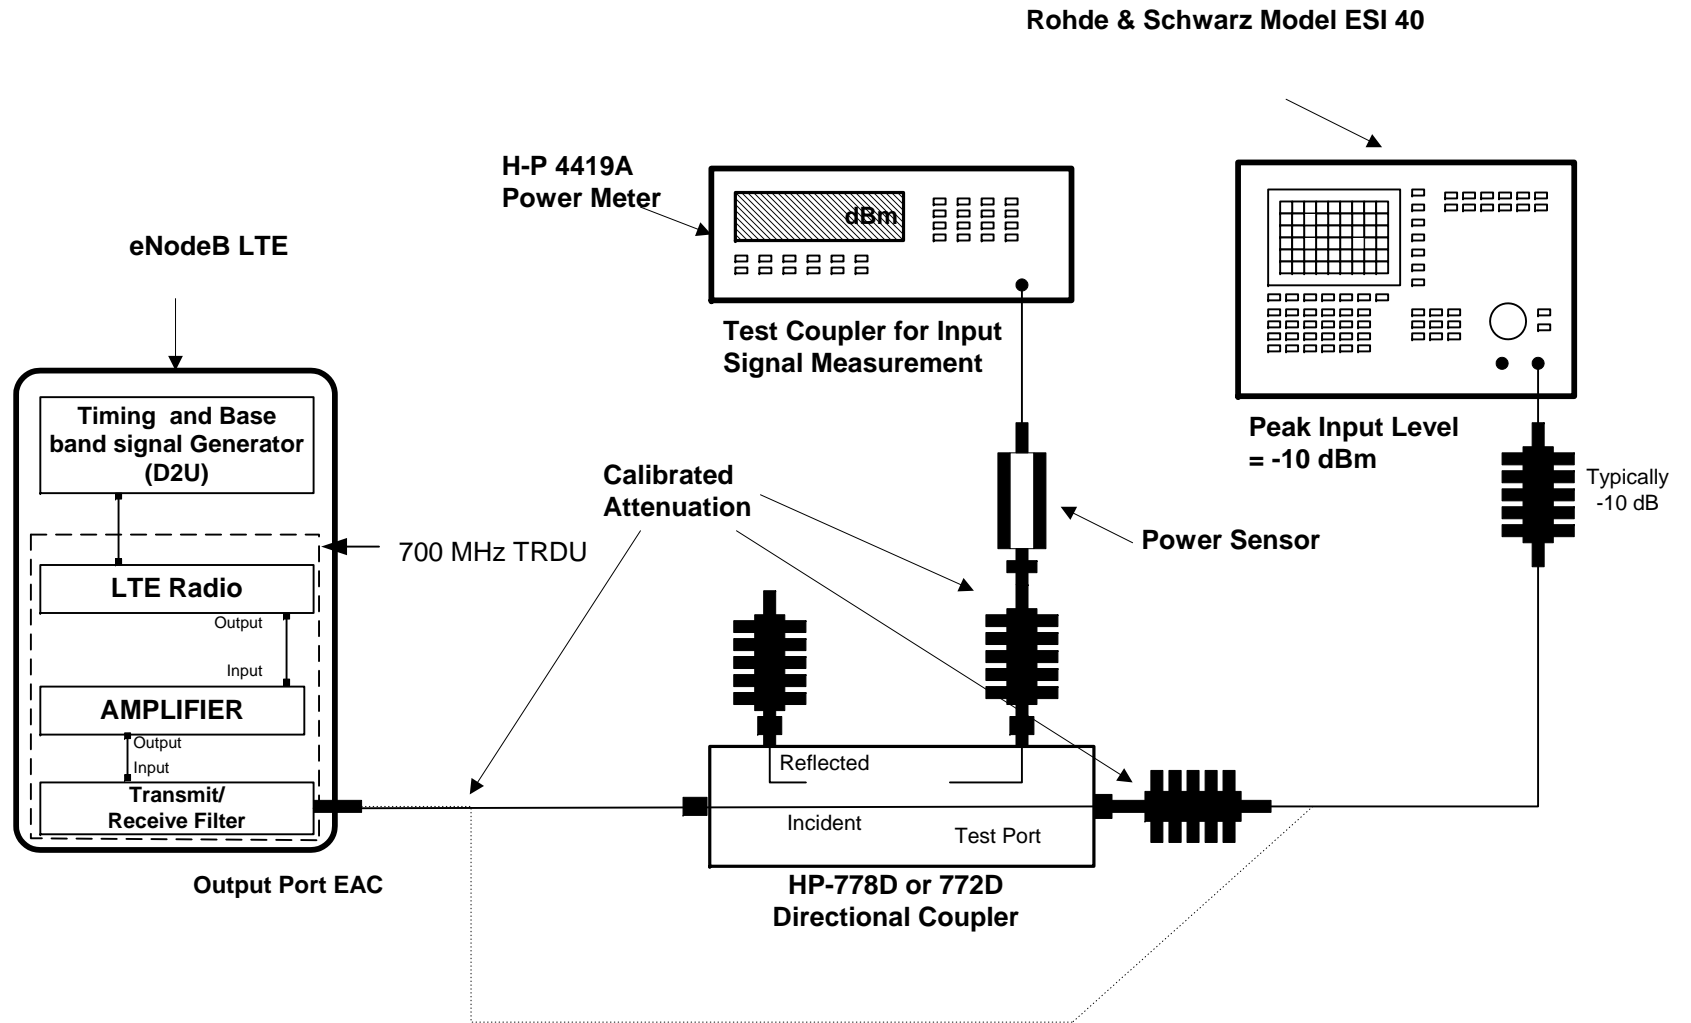 Rohde & Schwarz Model ESI 40
H-P 4419A
Power Meter
dBm
eNodeB LTE
Test Coupler for Input
Signal Measurement
Timing and Base
band signal Generator
(D2U)
Peak Input Level
= -10 dBm
Typically
-10 dB
Calibrated
Attenuation
Power Sensor
700 MHz TRDU
LTE Radio
Output
Input
AMPLIFIER
Output
Input
Transmit/
Receive Filter
Reflected
Incident
Test Port
Output Port EAC
HP-778D or 772D
Directional Coupler